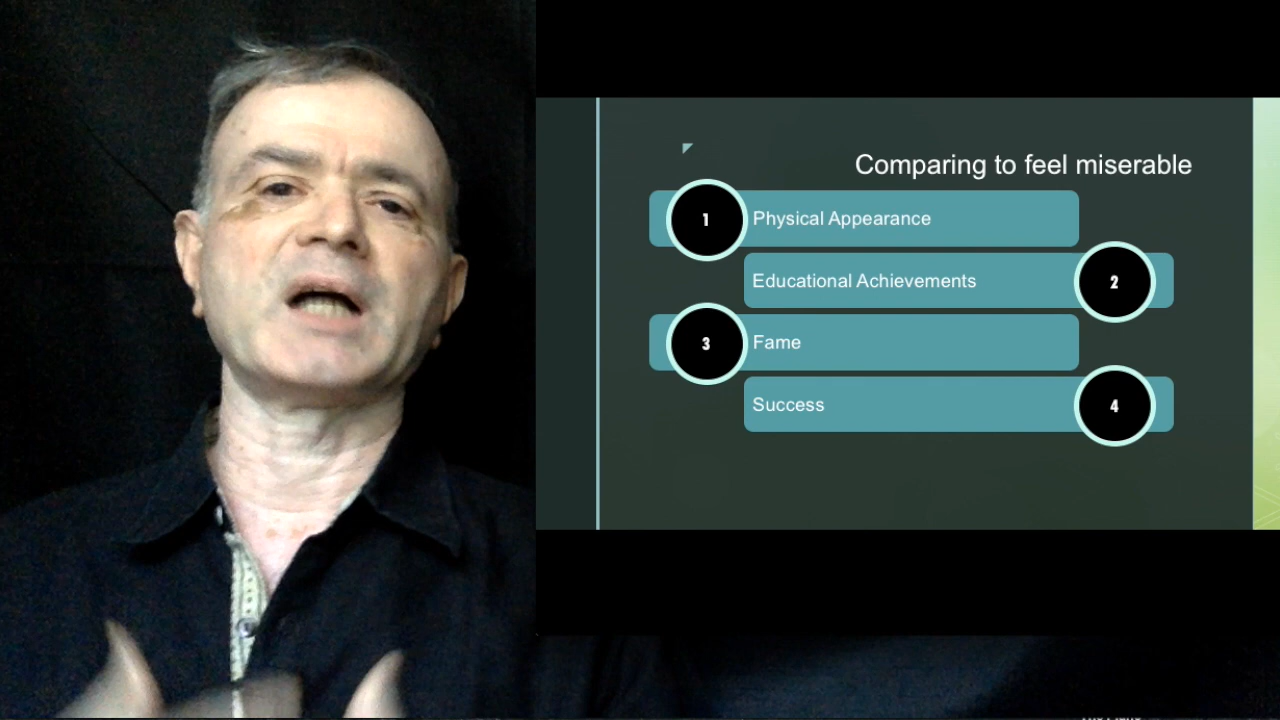 Comparing to feel miserable
1 Physical Appearance
Educational Achievements 2
3 Fame
Success 4